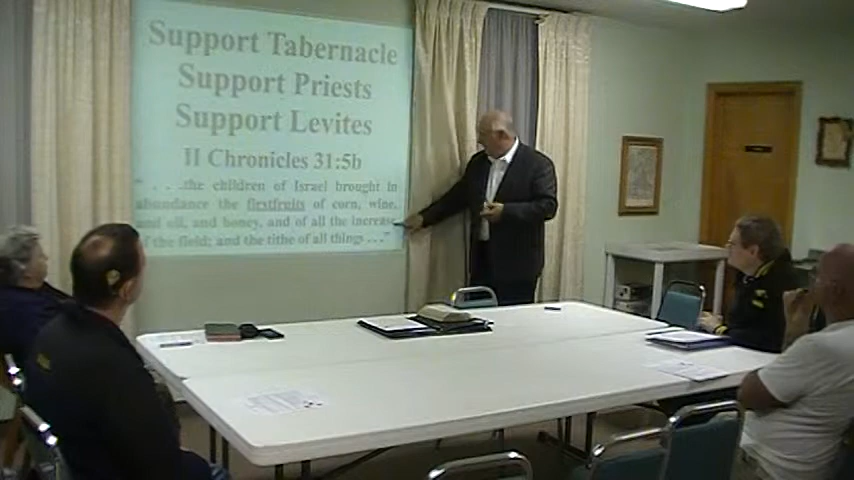 Support Tabernacle
Support Priests
Support Levites
II Chronicles 31:5b
". . .the children of Israel brought in
abundance the firstfruits of corn, wine,
and oil, and honey, and of all the increase
of the field; and the tithe of all things . . ."